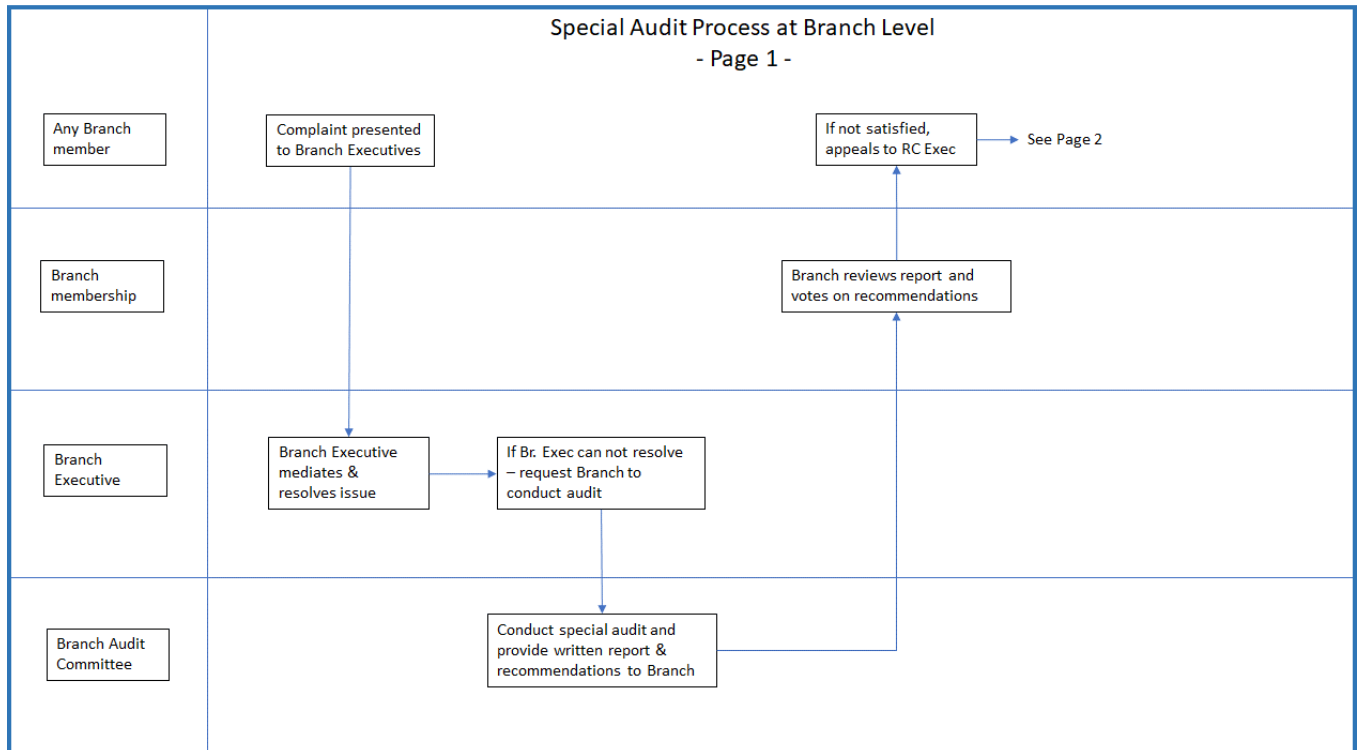 Special Audit Process at Branch Level
- Page 1 -
Any Branch
member
Complaint presented
to Branch Executives
If not satisfied,
appeals to RC Exec
See Page 2
Branch
membership
Branch reviews report and
votes on recommendations
Branch
Executive
Branch Executive
mediates &
resolves issue
If Br. Exec can not resolve
– request Branch to
conduct audit
Branch Audit
Committee
Conduct special audit and
provide written report &
recommendations to Branch